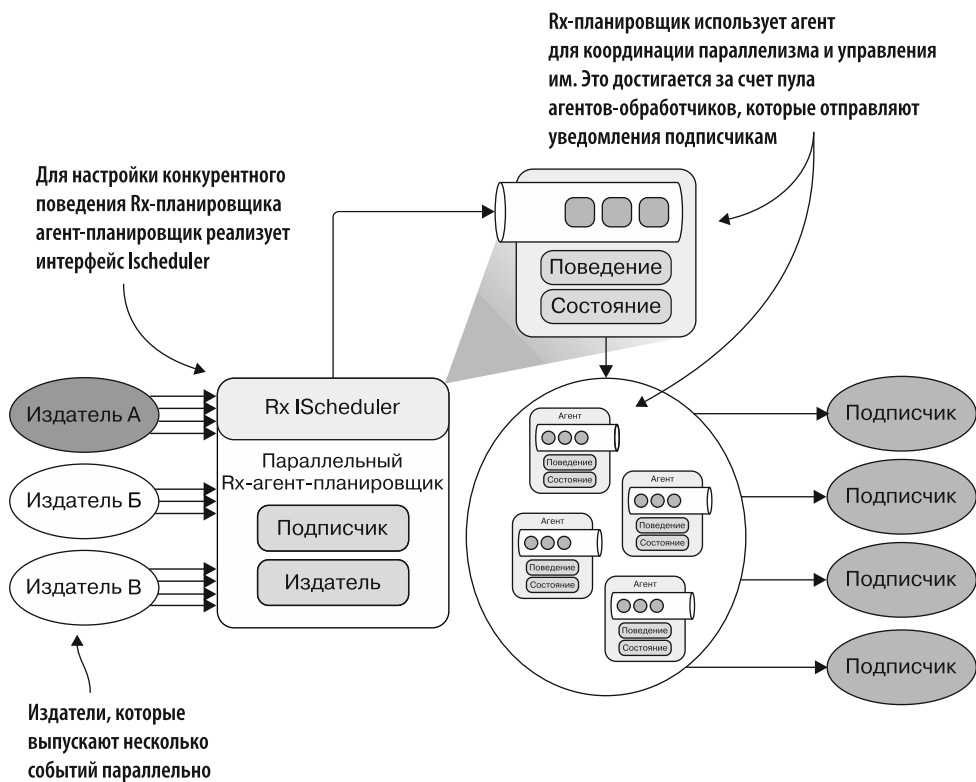 Rx-планировщик использует агент
для координации параллелизма и управления
им. Это достигается за счет пула
агентов-обработчиков, которые отправляют
уведомления подписчикам
Для настройки конкурентного
поведения Rx-планировщика
агент-планировщик реализует
интерфейс Ischeduler
Поведение
Состояние
Издатель А
Издатель Б
Издатель В
Rx IScheduler
Параллельный
Rx-агент-планировщик
Подписчик
Издатель
Агент
Поведение
Состояние
Агент
Поведение
Состояние
Агент
Поведение
Состояние
Агент
Поведение
Состояние
Подписчик
Подписчик
Подписчик
Подписчик
Издатели, которые
выпускают несколько
событий параллельно